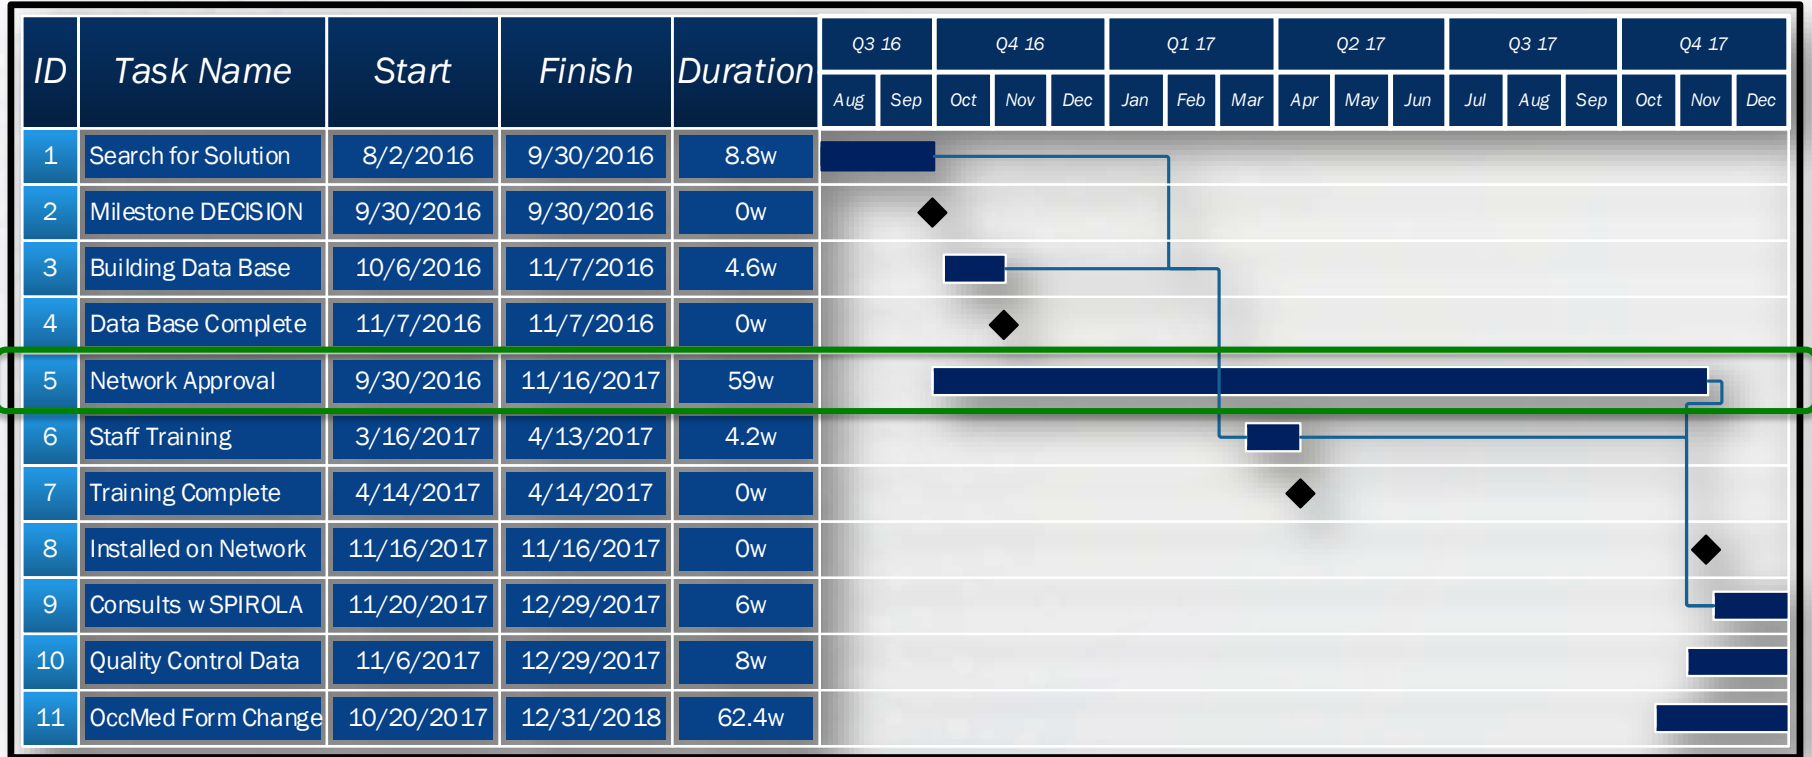 ID Task Name Start Finish Duration Q3 16 Q4 16 Q1 17 Q2 17 Q3 17 Q4 17
Aug Sep Oct Nov Dec Jan Feb Mar Apr May Jun Jul Aug Sep Oct Nov Dec
1 Search for Solution 8/2/2016 9/30/2016 8.8w
2 Milestone DECISION 9/30/2016 9/30/2016 0w
3 Building Data Base 10/6/2016 11/7/2016 4.6w
4 Data Base Complete 11/7/2016 11/7/2016 0w
5 Network Approval 9/30/2016 11/16/2017 59w
6 Staff Training 3/16/2017 4/13/2017 4.2w
7 Training Complete 4/14/2017 4/14/2017 0w
8 Installed on Network 11/16/2017 11/16/2017 0w
9 Consults w SPIROLA 11/20/2017 12/29/2017 6w
10 Quality Control Data 11/6/2017 12/29/2017 8w
11 OccMed Form Change 10/20/2017 12/31/2018 62.4w